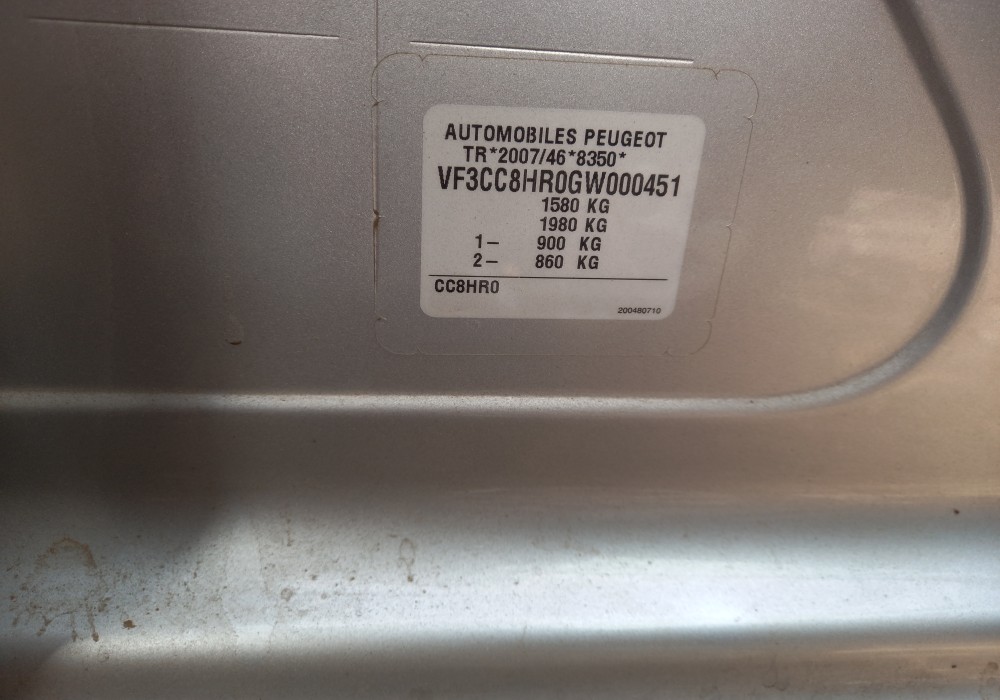 AUTOMOBILES PEUGEOT
TR*2007/46*8350*
VF3CC8HR0GW000451
1580 KG
1980 KG
1- 900 KG
2- 860 KG
CC8HR0
200480710